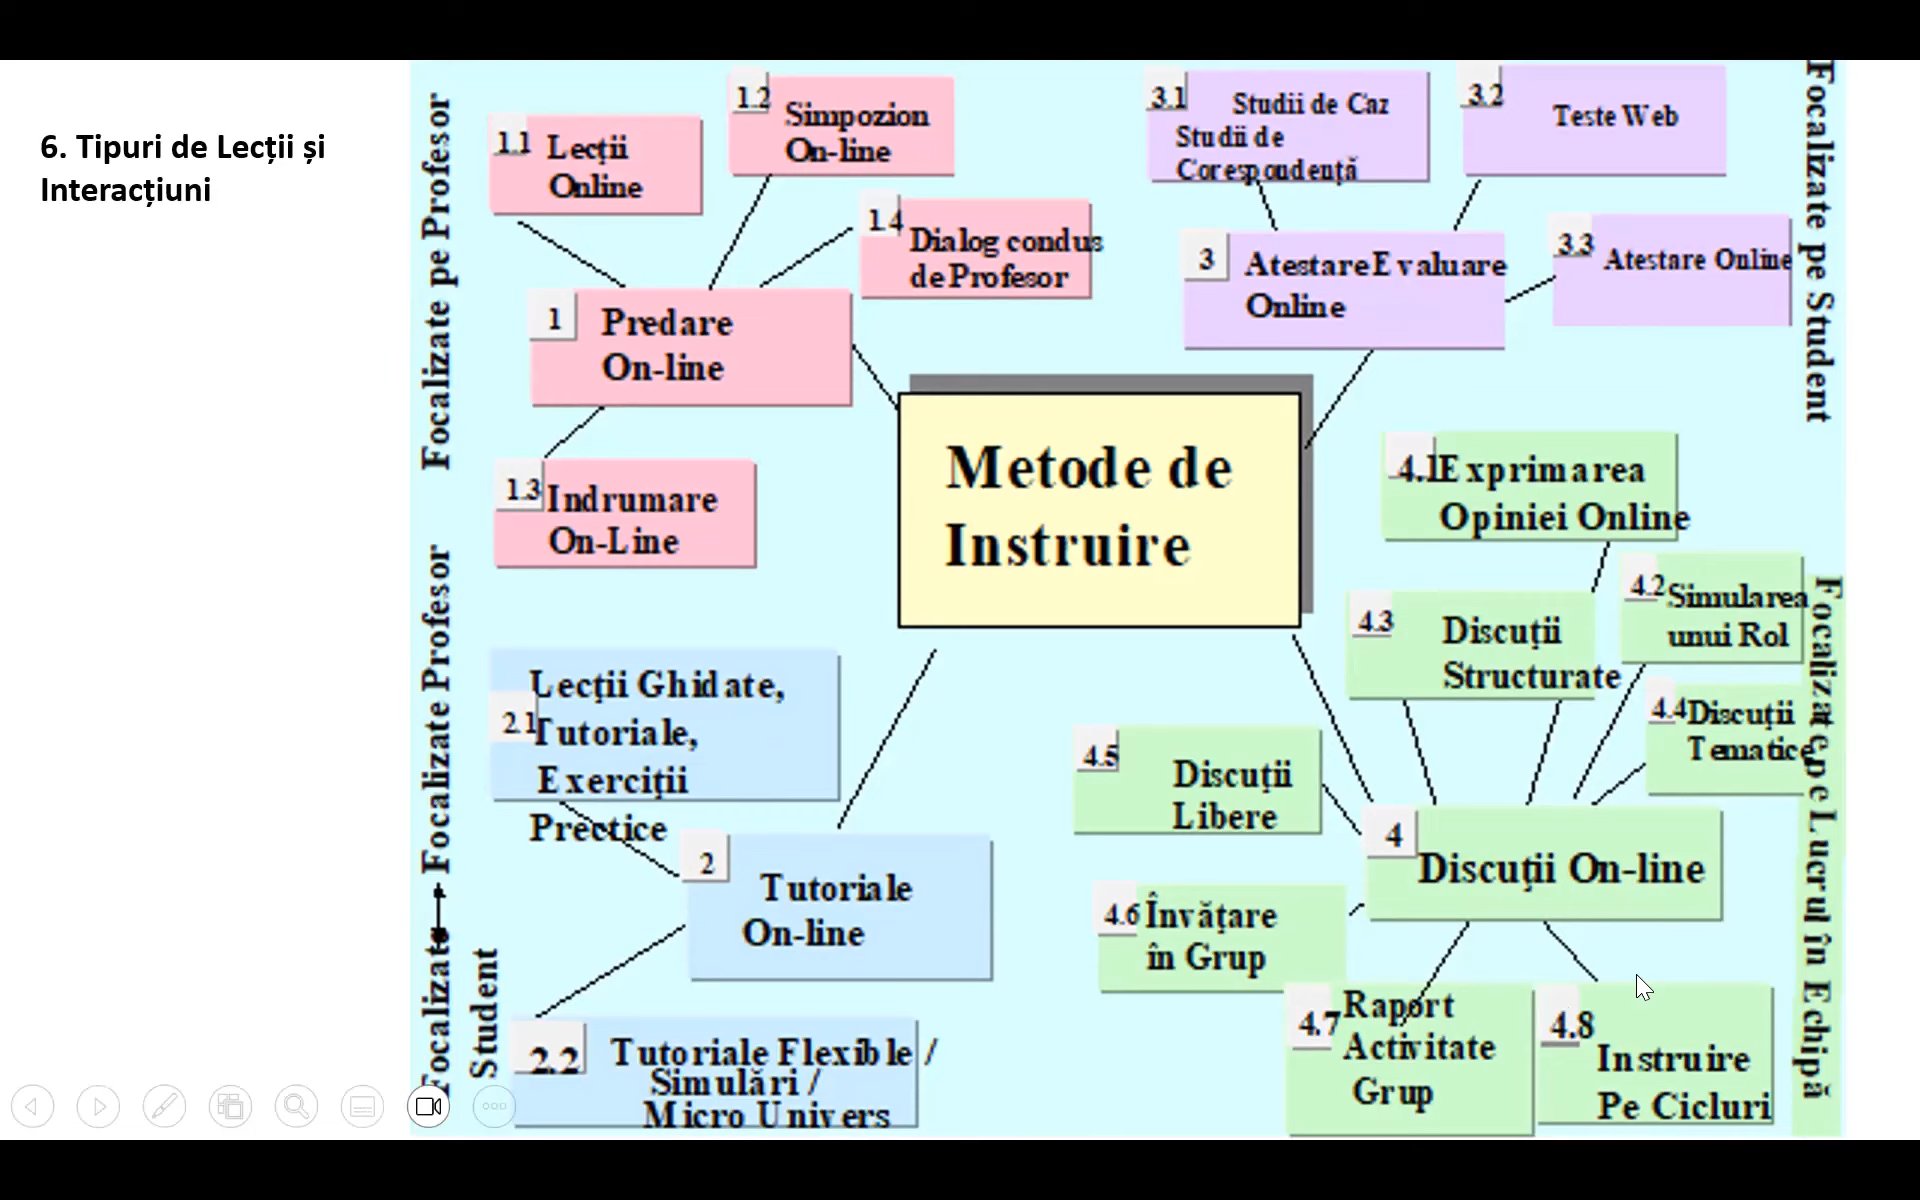 6. Tipuri de Lecții și
Interacțiuni
Focalizate pe Profesor
1.1
Lecții
Online
1.2
Simpozion
On-line
1.4
Dialog condus
de Profesor
1
Predare
On-line
1.3
Indrumare
On-Line
3.1
Studii de Caz
Studii de
Corespondență
3.2
Teste Web
3
Atestare Evaluare
Online
3.3
Atestare Online
Focalizate pe Student
Metode de
Instruire
Focalizate Profesor
Focalizate
Student
2.1
Lecții Ghidate,
Tutoriale,
Exerciții
Prectice
2
Tutoriale
On-line
2.2
Tutoriale Flexible /
Simulări /
Micro Univers
4.1
Exprimarea
Opiniei Online
4.2
Simularea
unui Rol
4.3
Discuții
Structurate
4.4
Discuții
Tematice
4.5
Discuții
Libere
4
Discuții On-line
4.6
Învățare
în Grup
4.7
Raport
Activitate
Grup
4.8
Instruire
Pe Cicluri
Focalizate pe Lucrul în Echipă